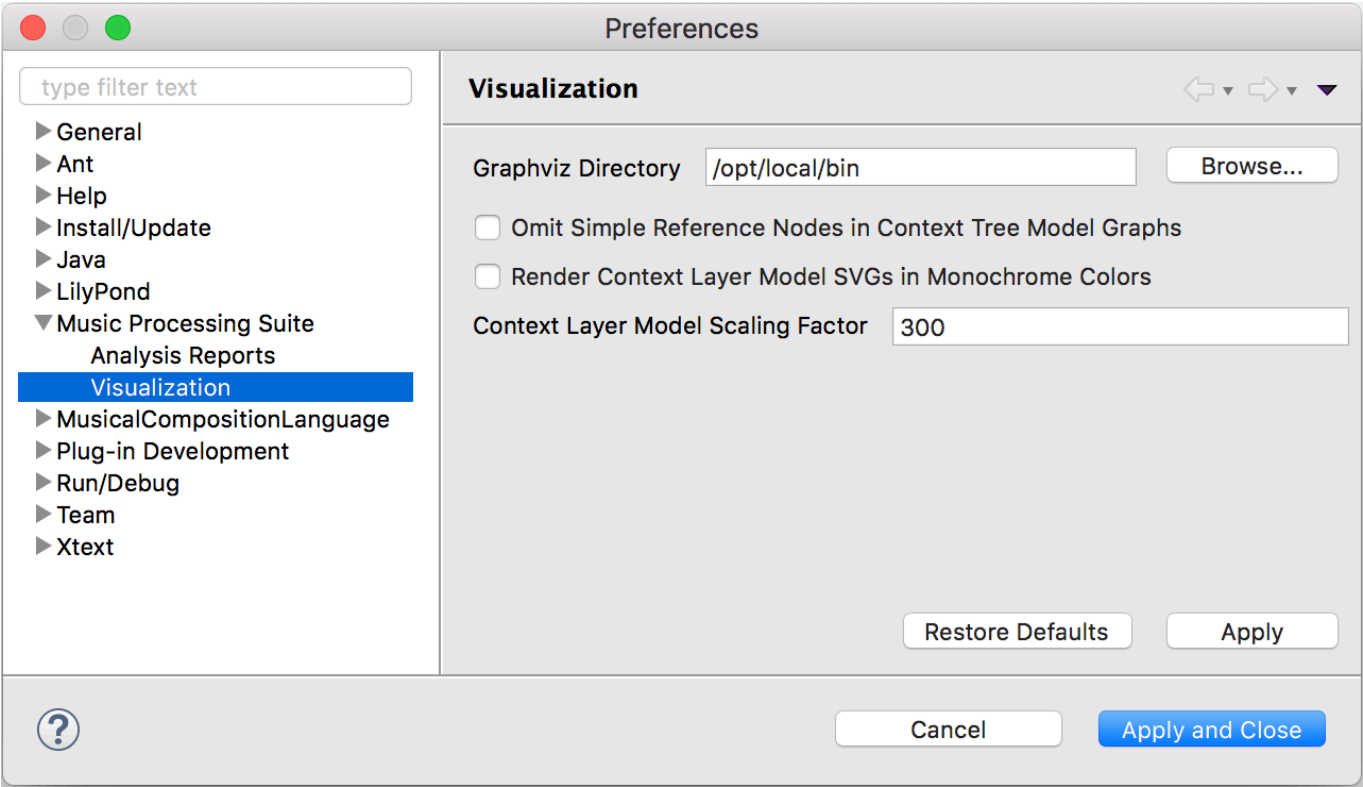 Preferences
type filter text
General
Ant
Help
Install/Update
Java
LilyPond
Music Processing Suite
Analysis Reports
Visualization
MusicalCompositionLanguage
Plug-in Development
Run/Debug
Team
Xtext
Visualization
Graphviz Directory /opt/local/bin Browse...
Omit Simple Reference Nodes in Context Tree Model Graphs
Render Context Layer Model SVGs in Monochrome Colors
Context Layer Model Scaling Factor 300
Restore Defaults Apply
? Cancel Apply and Close